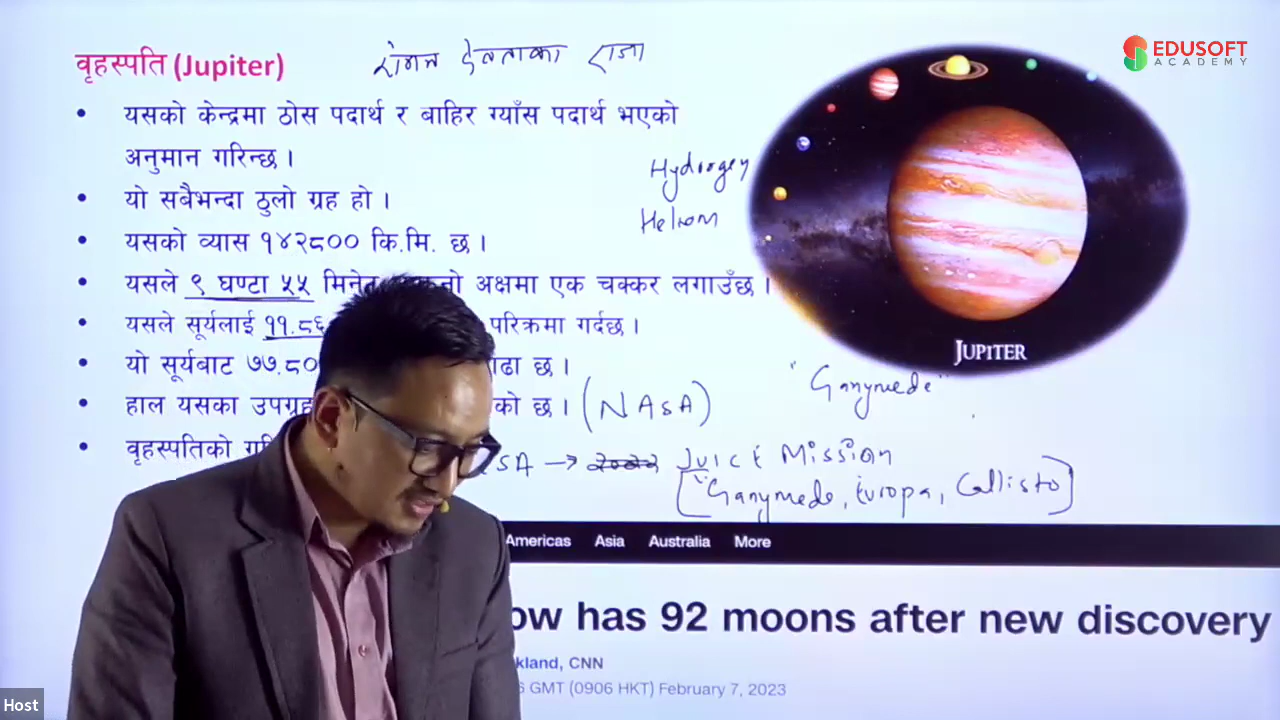 EDUSOFT
ACADEMY
वृहस्पति (Jupiter)
रोमन देवताका राजा
• यसको केन्द्रमा ठोस पदार्थ र बाहिर ग्याँस पदार्थ भएको
अनुमान गरिन्छ ।
Hydrogen
Helium
• यो सबैभन्दा ठुलो ग्रह हो ।
• यसको व्यास १४२८०० कि.मि. छ ।
• यसले ९ घण्टा ५५ अक्षमा एक चक्कर लगाउँछ ।
• यसले सूर्यलाई ११.८६ परिक्रमा गर्दछ ।
JUPITER
• यो सूर्यबाट ७७.८० छ ।
"Ganymede"
• हाल यसका को छ । (NASA)
• वृहस्पतिको
SA → 2022 JUICE Mission
[Ganymede, Europa, Callisto]
Americas Asia Australia More
ow has 92 moons after new discovery
kland, CNN
6 GMT (0906 HKT) February 7, 2023
Host